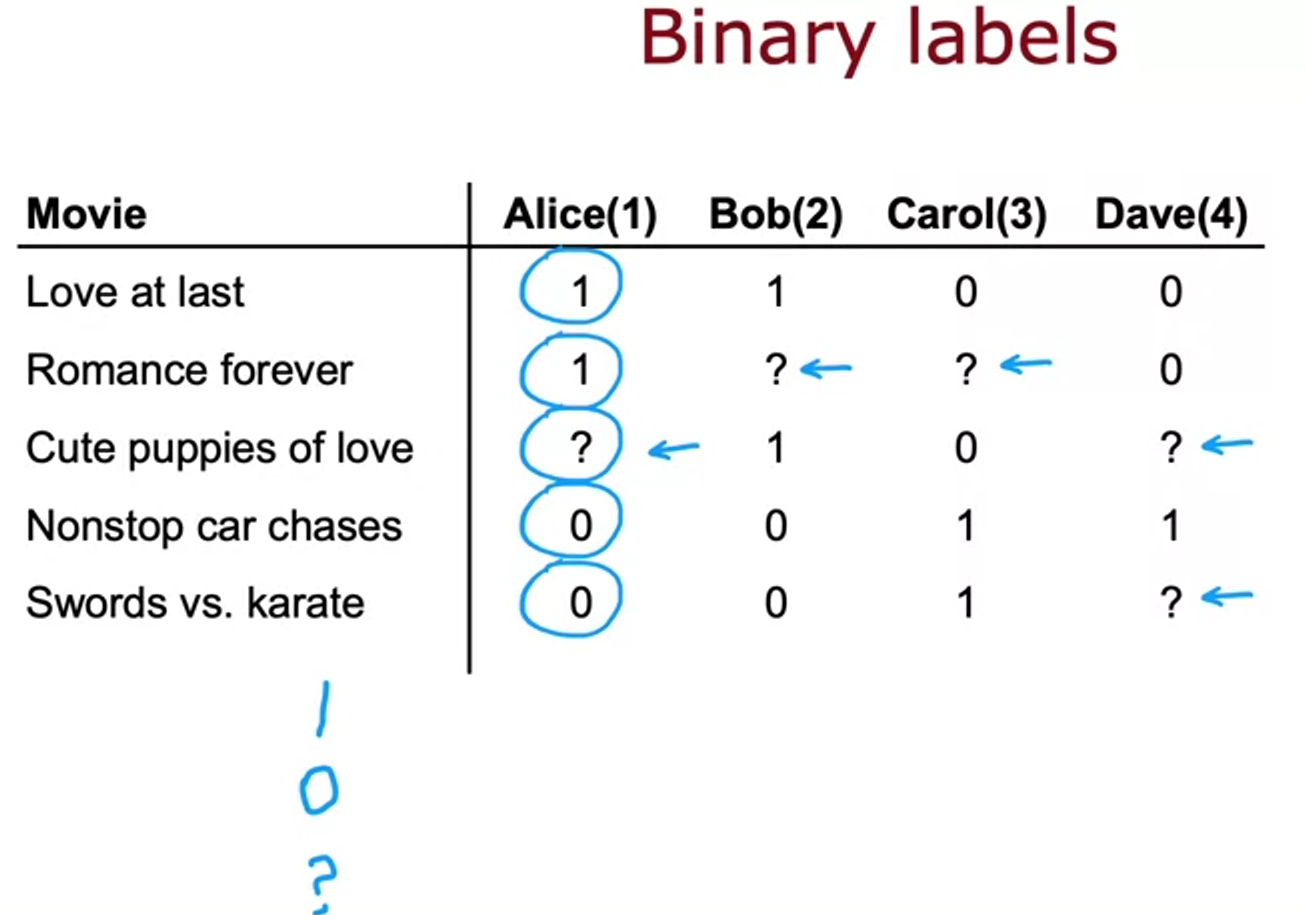 Binary labels
Movie Alice(1) Bob(2) Carol(3) Dave(4)
Love at last 1 1 0 0
Romance forever 1 ? ? 0
Cute puppies of love ? 1 0 ?
Nonstop car chases 0 0 1 1
Swords vs. karate 0 0 1 ?
1
0
?